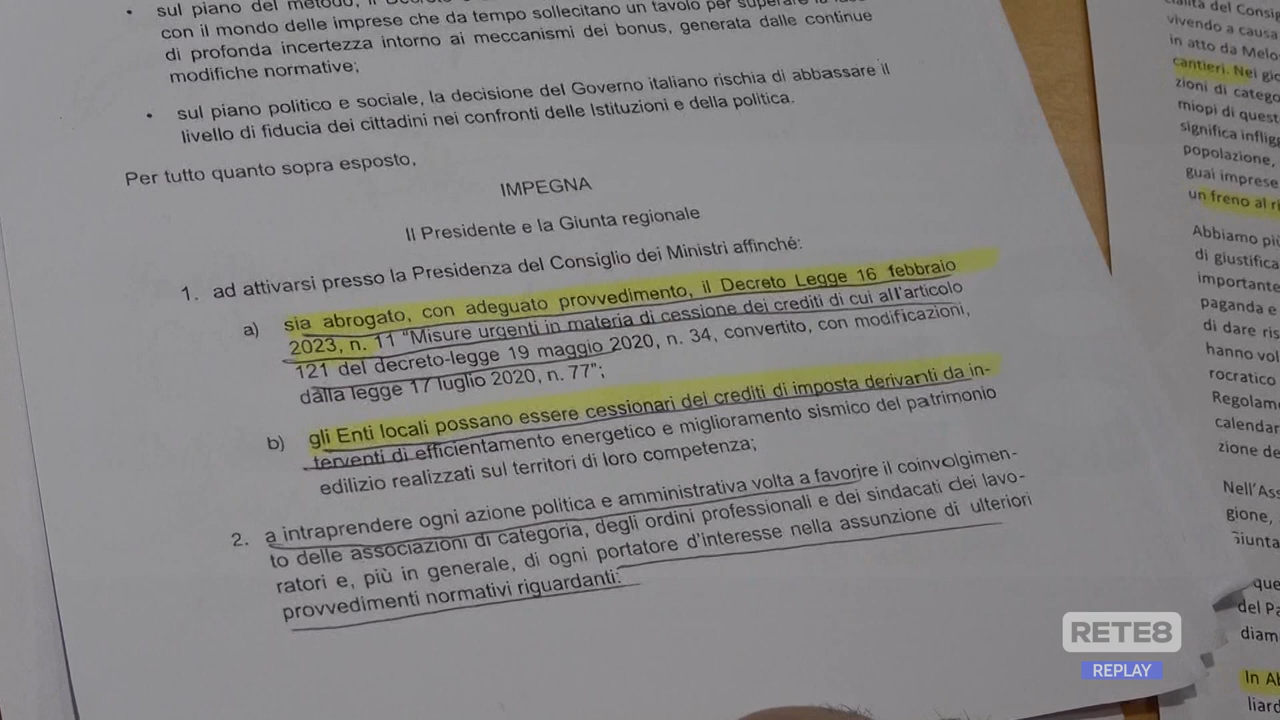 sul piano del metodo, il
con il mondo delle imprese che da tempo sollecitano un tavolo per superare la
di profonda incertezza intorno ai meccanismi dei bonus, generata dalle continue
modifiche normative;
• sul piano politico e sociale, la decisione del Governo italiano rischia di abbassare il
livello di fiducia dei cittadini nei confronti delle Istituzioni e della politica.
Per tutto quanto sopra esposto,
IMPEGNA
Il Presidente e la Giunta regionale
1. ad attivarsi presso la Presidenza del Consiglio dei Ministri affinché:
a) sia abrogato, con adeguato provvedimento, il Decreto Legge 16 febbraio
2023, n. 11 "Misure urgenti in materia di cessione dei crediti di cui all'articolo
121 del decreto-legge 19 maggio 2020, n. 34, convertito, con modificazioni,
dalla legge 17 luglio 2020, n. 77";
b) gli Enti locali possano essere cessionari dei crediti di imposta derivanti da in-
terventi di efficientamento energetico e miglioramento sismico del patrimonio
edilizio realizzati sul territori di loro competenza;
2. a intraprendere ogni azione politica e amministrativa volta a favorire il coinvolgimen-
to delle associazioni di categoria, degli ordini professionali e dei sindacati dei lavo-
ratori e, più in generale, di ogni portatore d'interesse nella assunzione di ulteriori
provvedimenti normativi riguardanti:
del Consig
vivendo a causa
in atto da Melo
cantieri. Nei gio
zioni di catego
miopi di quest
significa inflig
popolazione,
guai imprese
un freno al ri
Abbiamo più
di giustifica
importante
paganda e
di dare ris
hanno vol
rocratico
Regolam
calendar
zione de
Nell'Ass
gione,
Giunta
que
del Pa
diam
In Ab
liard
RETE8
REPLAY